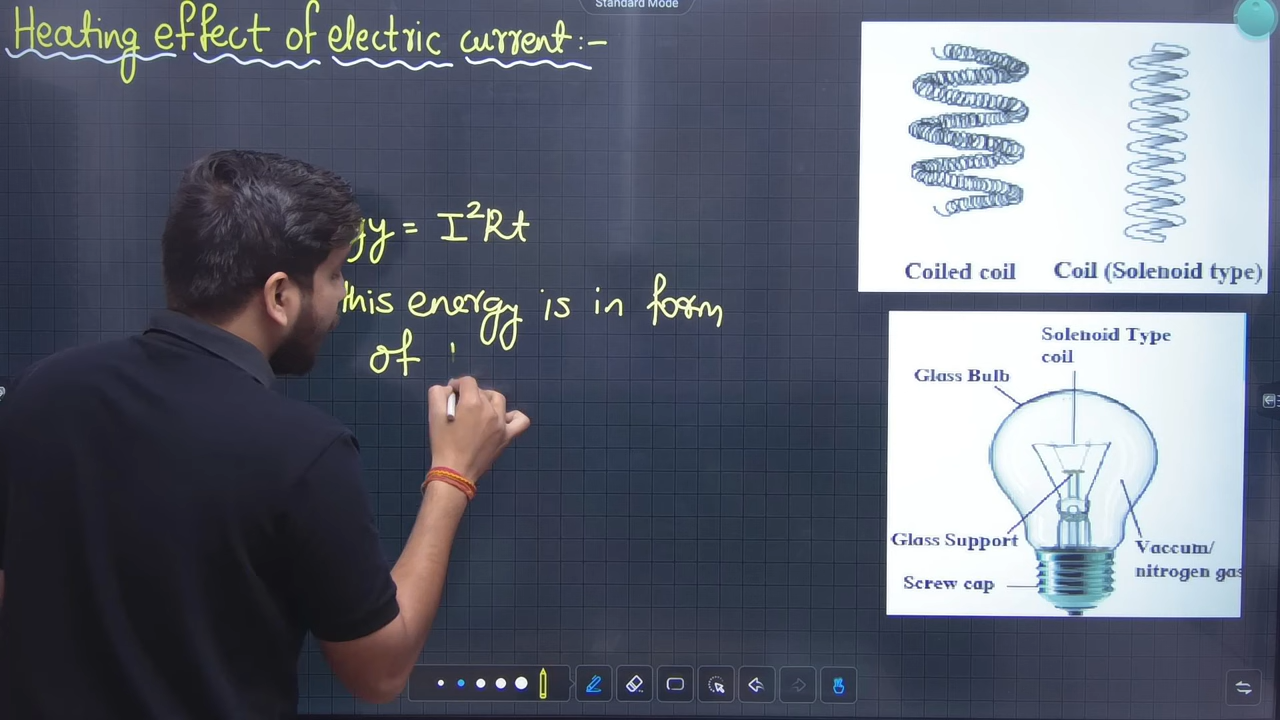 Standard Mode
Heating effect of electric current:-
gy = I²Rt
this energy is in form
of
Coiled coil
Coil (Solenoid type)
Solenoid Type
coil
Glass Bulb
Glass Support
Vaccum/
nitrogen gas
Screw cap